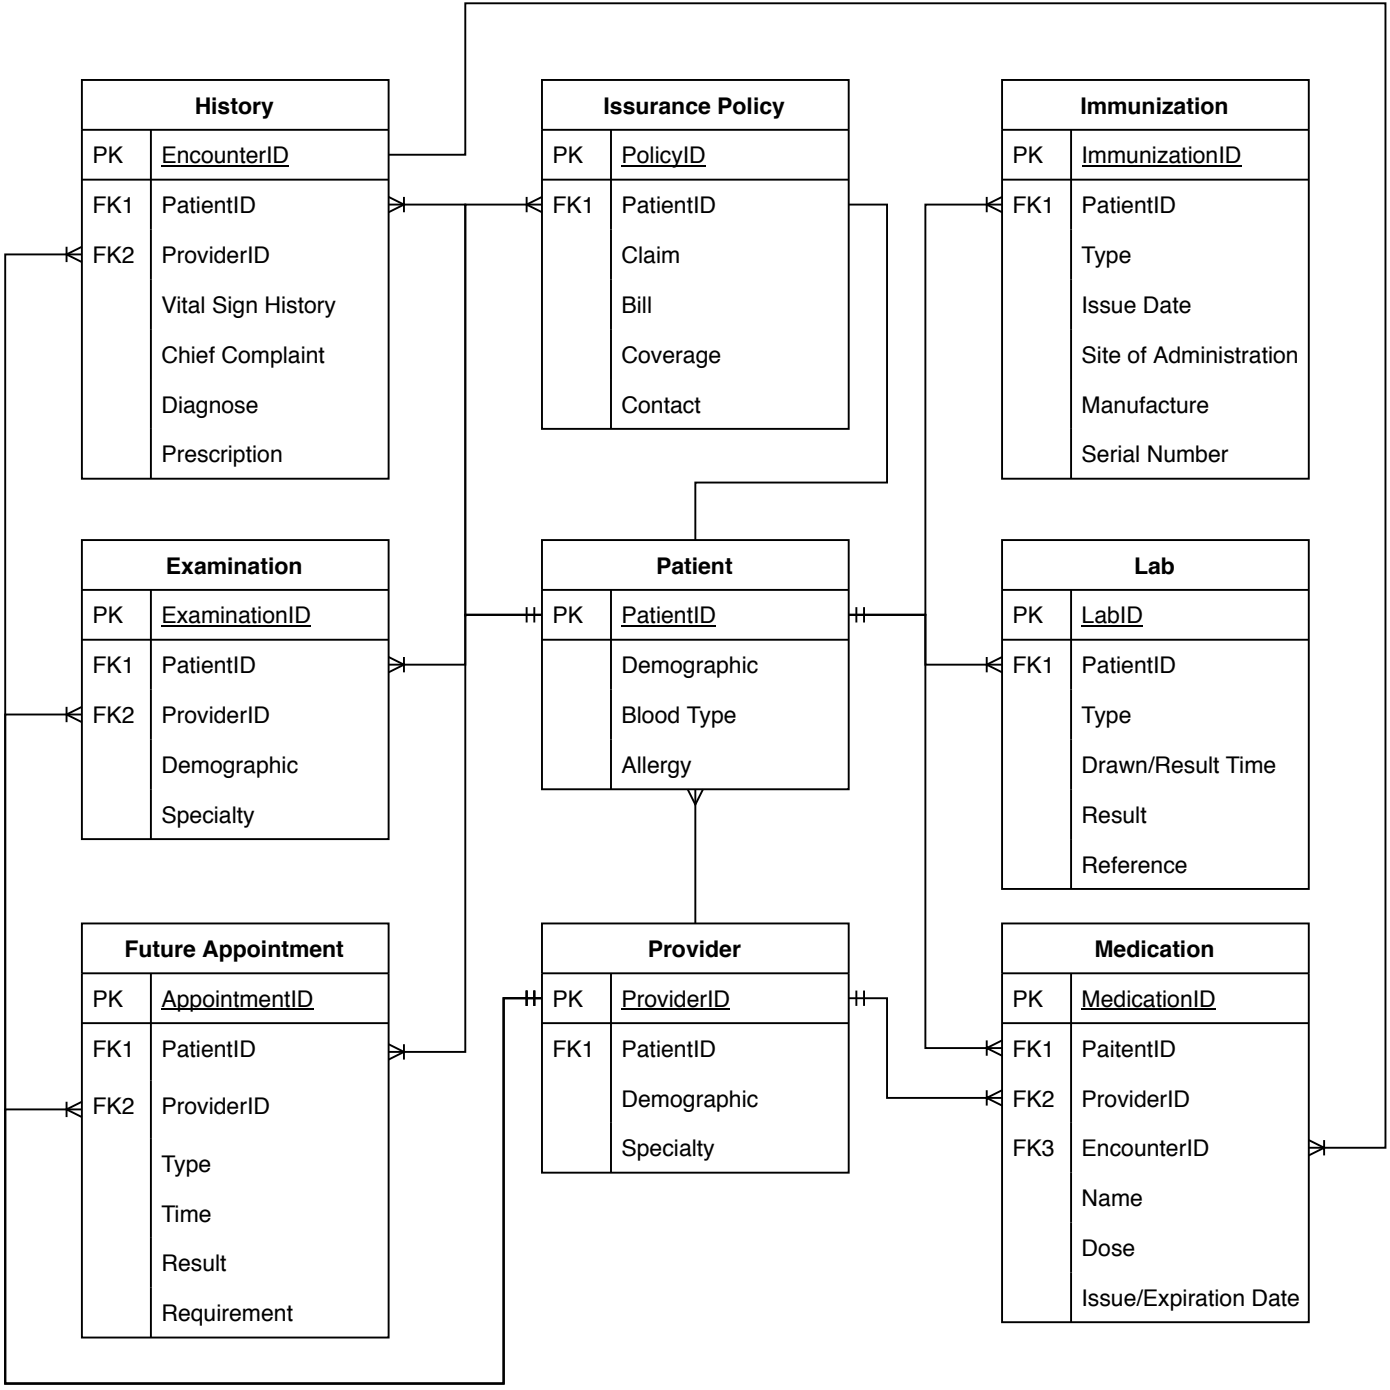 History
PK EncounterID
FK1 PatientID
FK2 ProviderID
Vital Sign History
Chief Complaint
Diagnose
Prescription
Issurance Policy
PK PolicyID
FK1 PatientID
Claim
Bill
Coverage
Contact
Immunization
PK ImmunizationID
FK1 PatientID
Type
Issue Date
Site of Administration
Manufacture
Serial Number
Examination
PK ExaminationID
FK1 PatientID
FK2 ProviderID
Demographic
Specialty
Patient
PK PatientID
Demographic
Blood Type
Allergy
Lab
PK LabID
FK1 PatientID
Type
Drawn/Result Time
Result
Reference
Future Appointment
PK AppointmentID
FK1 PatientID
FK2 ProviderID
Type
Time
Result
Requirement
Provider
PK ProviderID
FK1 PatientID
Demographic
Specialty
Medication
PK MedicationID
FK1 PaitentID
FK2 ProviderID
FK3 EncounterID
Name
Dose
Issue/Expiration Date